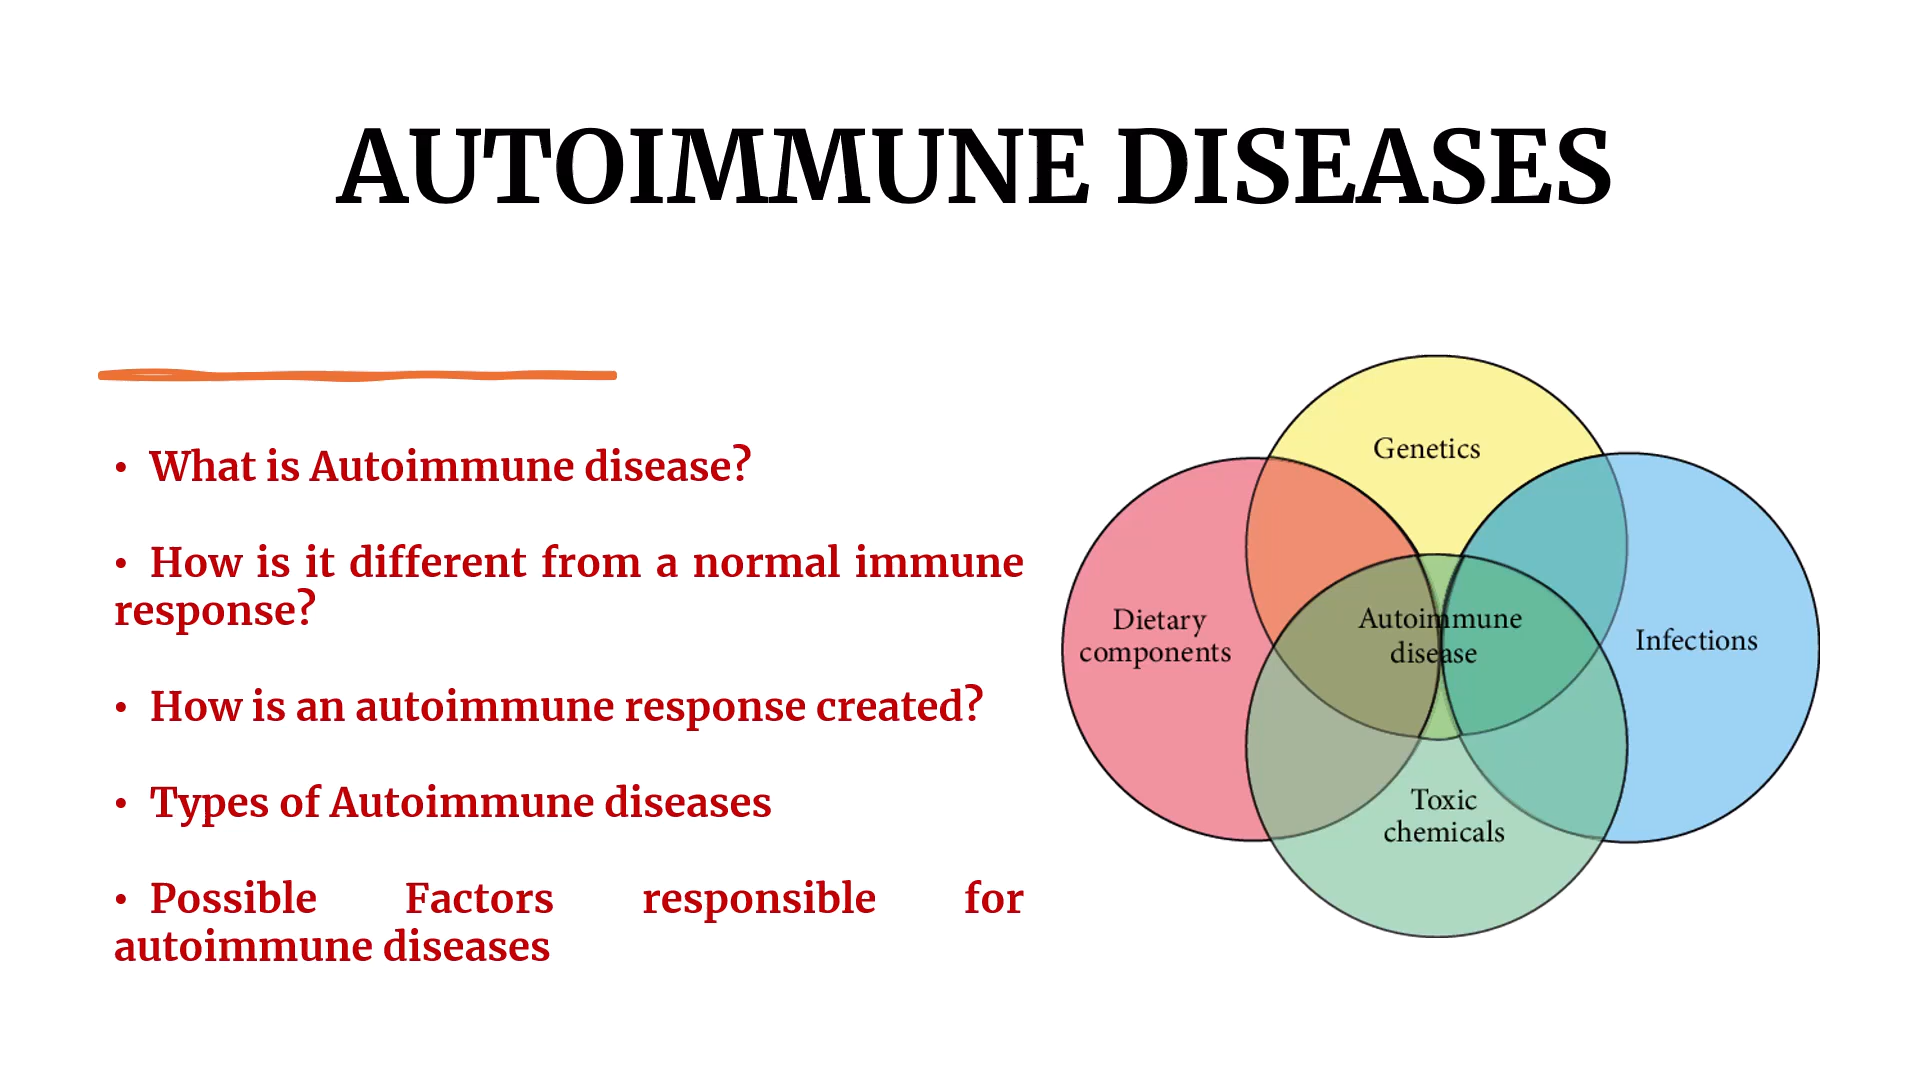 AUTOIMMUNE DISEASES
• What is Autoimmune disease?
• How is it different from a normal immune
response?
• How is an autoimmune response created?
• Types of Autoimmune diseases
• Possible Factors responsible for
autoimmune diseases
Genetics
Dietary
components
Autoimmune
disease
Infections
Toxic
chemicals